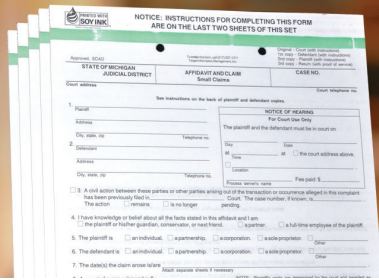 PRINTED WITH
SOY INK
NOTICE: INSTRUCTIONS FOR COMPLETING THIS FORM
ARE ON THE LAST TWO SHEETS OF THIS SET
Original - Court (with instructions)
1st copy - Defendant (with instructions)
2nd copy - Plaintiff (with instructions)
3rd copy - Return (with proof of service)
Approved, SCAO
STATE OF MICHIGAN
JUDICIAL DISTRICT
AFFIDAVIT AND CLAIM
Small Claims
CASE NO.
Court address
Court telephone no.
See instructions on the back of plaintiff and defendant copies.
1.
Plaintiff
Address
City, state, zip
Telephone no.
2.
Defendant
Address
City, state, zip
Telephone no.
NOTICE OF HEARING
For Court Use Only
The plaintiff and the defendant must be in court on
Day
Date
at
Time
at
the court address above
Location
Fee paid: $
Process server's name
3. A civil action between these parties or other parties arising out of the transaction or occurrence alleged in this complaint
has been previously filed in
Court. The case number, if known, is
The action
remains
is no longer
pending.
4. I have knowledge or belief about all the facts stated in this affidavit and I am
the plaintiff or his/her guardian, conservator, or next friend.
a partner.
a full-time employee of the plaintiff.
5. The plaintiff is
an individual.
a partnership.
a corporation.
a sole proprietor.
Other
6. The defendant is
an individual.
a partnership.
a corporation.
a sole proprietor.
Other
7. The date(s) the claim arose is/are
Attach separate sheets if necessary